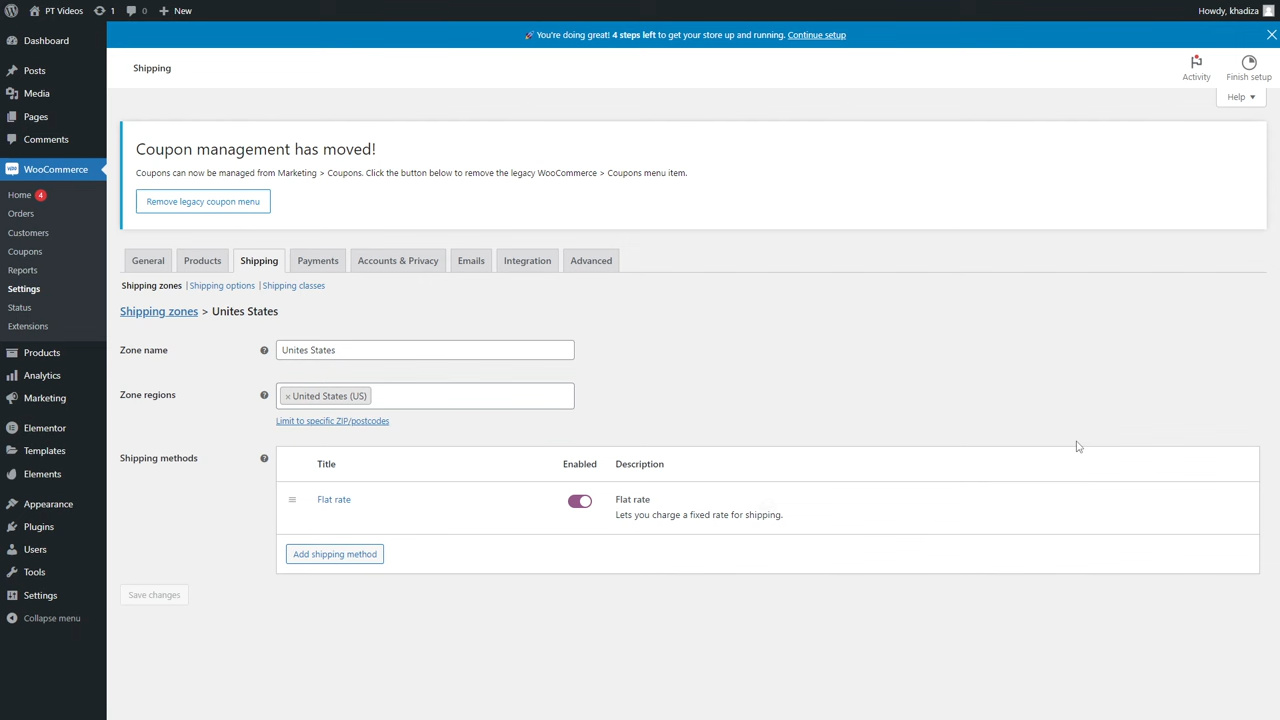 PT Videos 1 0 New Howdy, khadiza
🚀 You're doing great! 4 steps left to get your store up and running. Continue setup
Shipping
Activity
Finish setup
Help
Dashboard
Posts
Media
Pages
Comments
WooCommerce
Home 4
Orders
Customers
Coupons
Reports
Settings
Status
Extensions
Products
Analytics
Marketing
Elementor
Templates
Elements
Appearance
Plugins
Users
Tools
Settings
Collapse menu
Coupon management has moved!
Coupons can now be managed from Marketing > Coupons. Click the button below to remove the legacy WooCommerce > Coupons menu item.
Remove legacy coupon menu
General Products Shipping Payments Accounts & Privacy Emails Integration Advanced
Shipping zones | Shipping options | Shipping classes
Shipping zones > Unites States
Zone name Unites States
Zone regions × United States (US)
Limit to specific ZIP/postcodes
Shipping methods
Title Enabled Description
Flat rate Flat rate
Lets you charge a fixed rate for shipping.
Add shipping method
Save changes